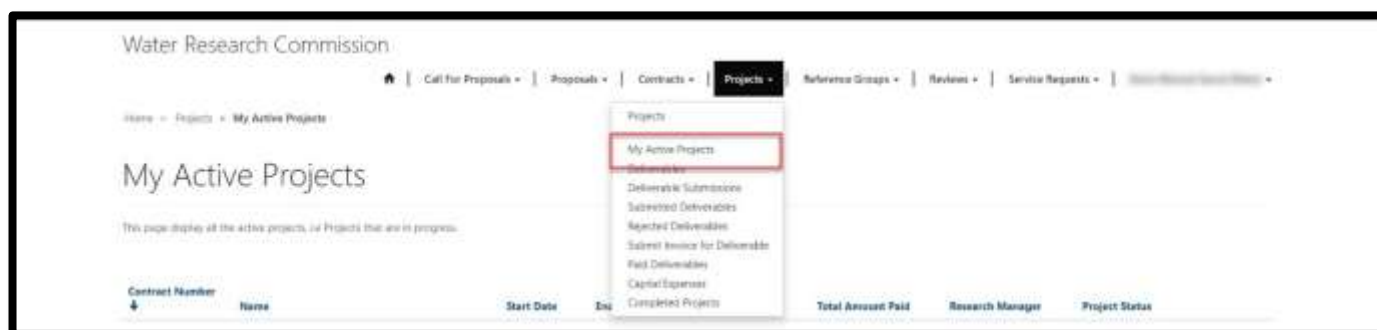 Water Research Commission
Call for Proposals | Proposals | Contracts | Projects | Reference Groups | Reviews | Service Requests |
Home Projects My Active Projects
Projects
My Active Projects
Deliverables
Deliverable Submissions
Submitted Deliverables
Rejected Deliverables
Submit Invoice for Deliverable
Paid Deliverables
Capital Expenses
Completed Projects
My Active Projects
This page display all the active projects, i.e Projects that are in progress.
Contract Number
Name Start Date Total Amount Paid Research Manager Project Status